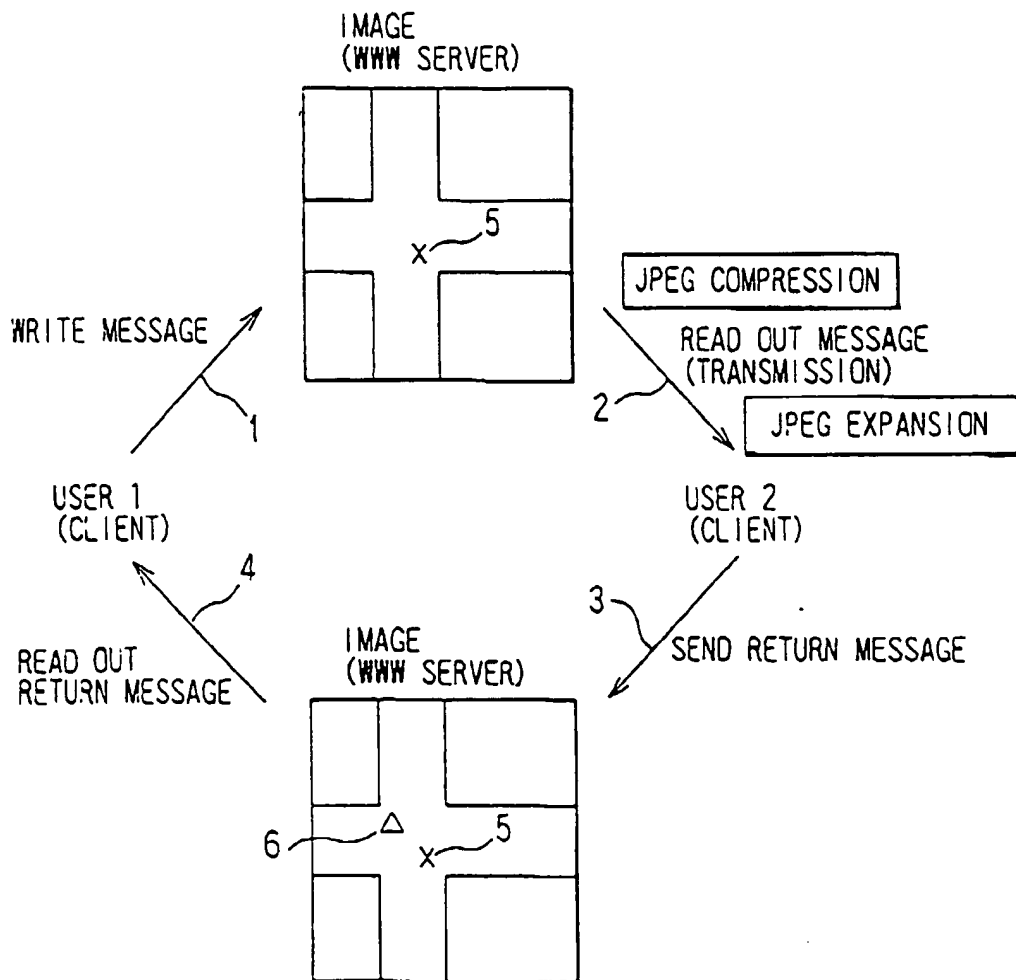 IMAGE
(WWW SERVER)
5
X
JPEG COMPRESSION
WRITE MESSAGE
READ OUT MESSAGE
(TRANSMISSION)
1
2
JPEG EXPANSION
USER 1
(CLIENT)
USER 2
(CLIENT)
4
3
IMAGE
(WWW SERVER)
SEND RETURN MESSAGE
READ OUT
RETURN MESSAGE
6
5
X